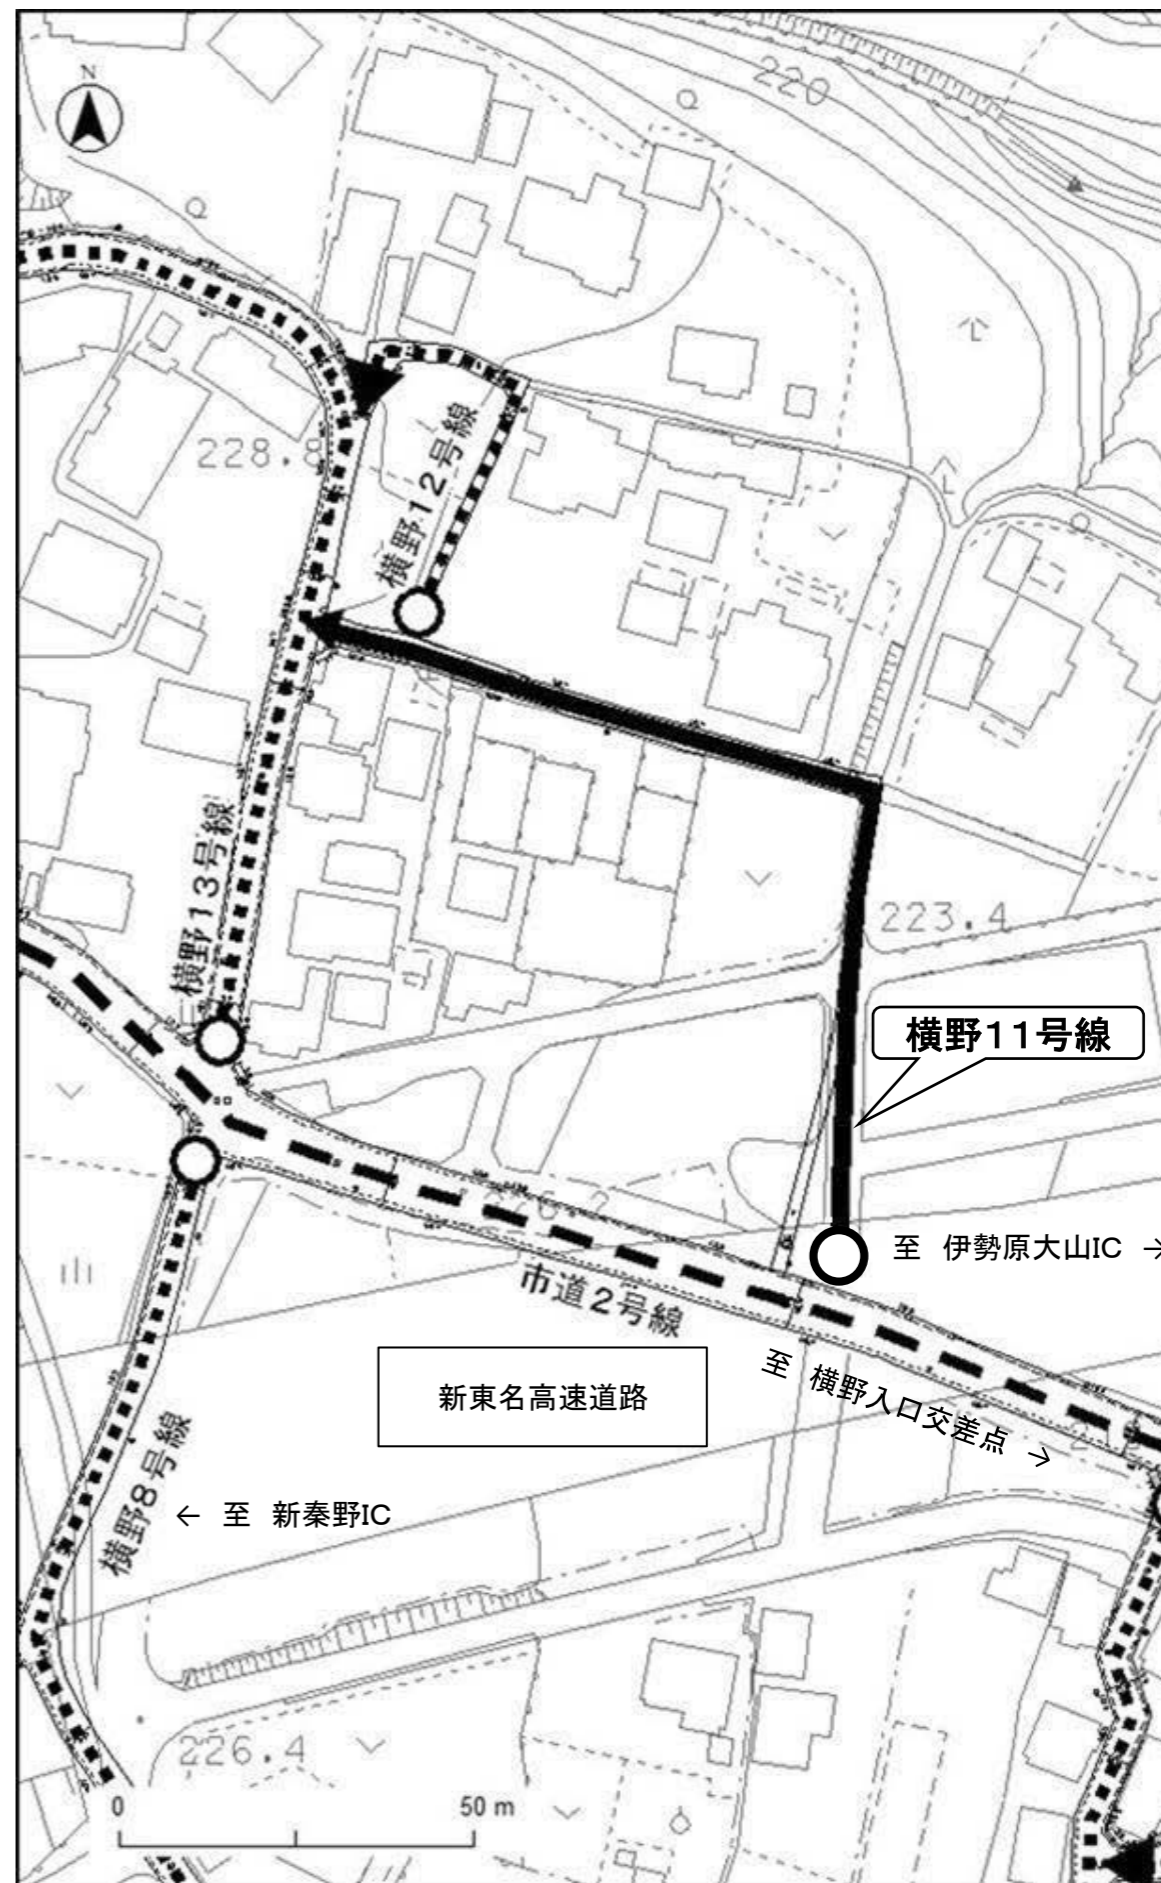 N
220
228.8
横野12号線
横野13号線
223.4
横野11号線
至 伊勢原大山IC →
市道2号線
至 横野入口交差点 →
新東名高速道路
横野8号線
← 至 新秦野IC
226.4
0
50 m